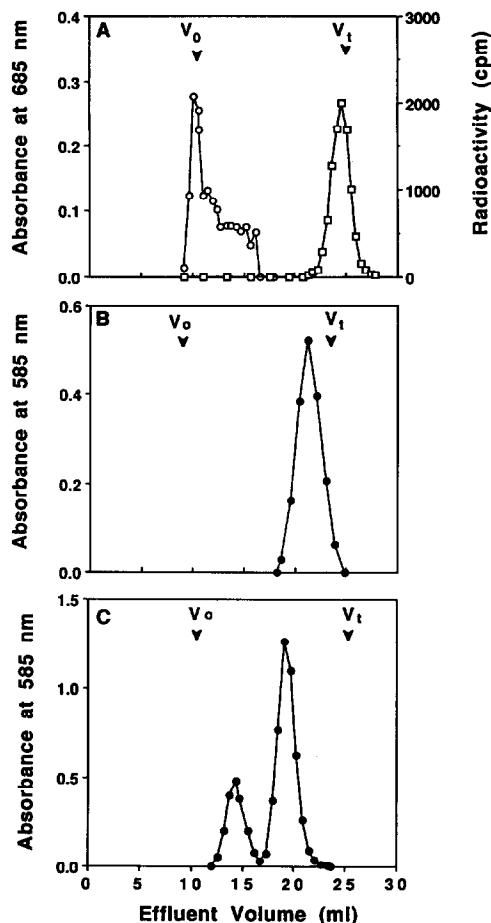 A
V₀
Vₜ
0.4
0.3
0.2
0.1
0.0
Absorbance at 685 nm
3000
2000
1000
0
Radioactivity (cpm)
B
V₀
Vₜ
0.6
0.4
0.2
0.0
Absorbance at 585 nm
C
V₀
Vₜ
1.5
1.0
0.5
0.0
Absorbance at 585 nm
0
5
10
15
20
25
30
Effluent Volume (ml)